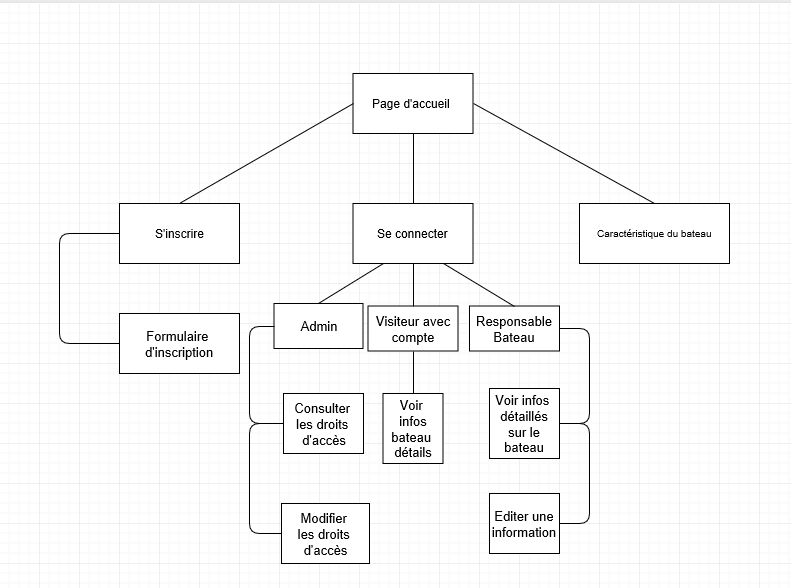 Page d'accueil
S'inscrire
Se connecter
Caractéristique du bateau
Formulaire
d'inscription
Admin
Visiteur avec
compte
Responsable
Bateau
Consulter
les droits
d'accès
Voir
infos
bateau
détails
Voir infos
détaillés
sur le
bateau
Modifier
les droits
d'accès
Editer une
information